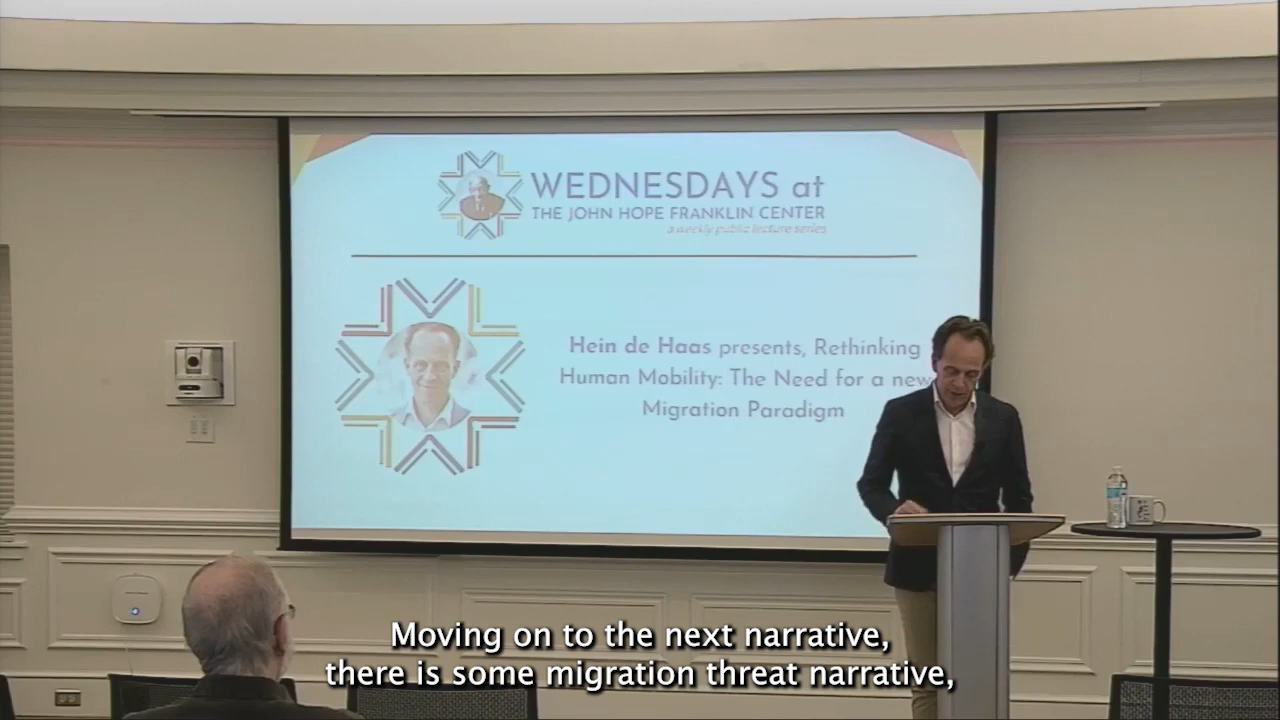 WEDNESDAYS at
THE JOHN HOPE FRANKLIN CENTER
a weekly public lecture series
Hein de Haas presents, Rethinking
Human Mobility: The Need for a new
Migration Paradigm
Moving on to the next narrative,
there is some migration threat narrative,